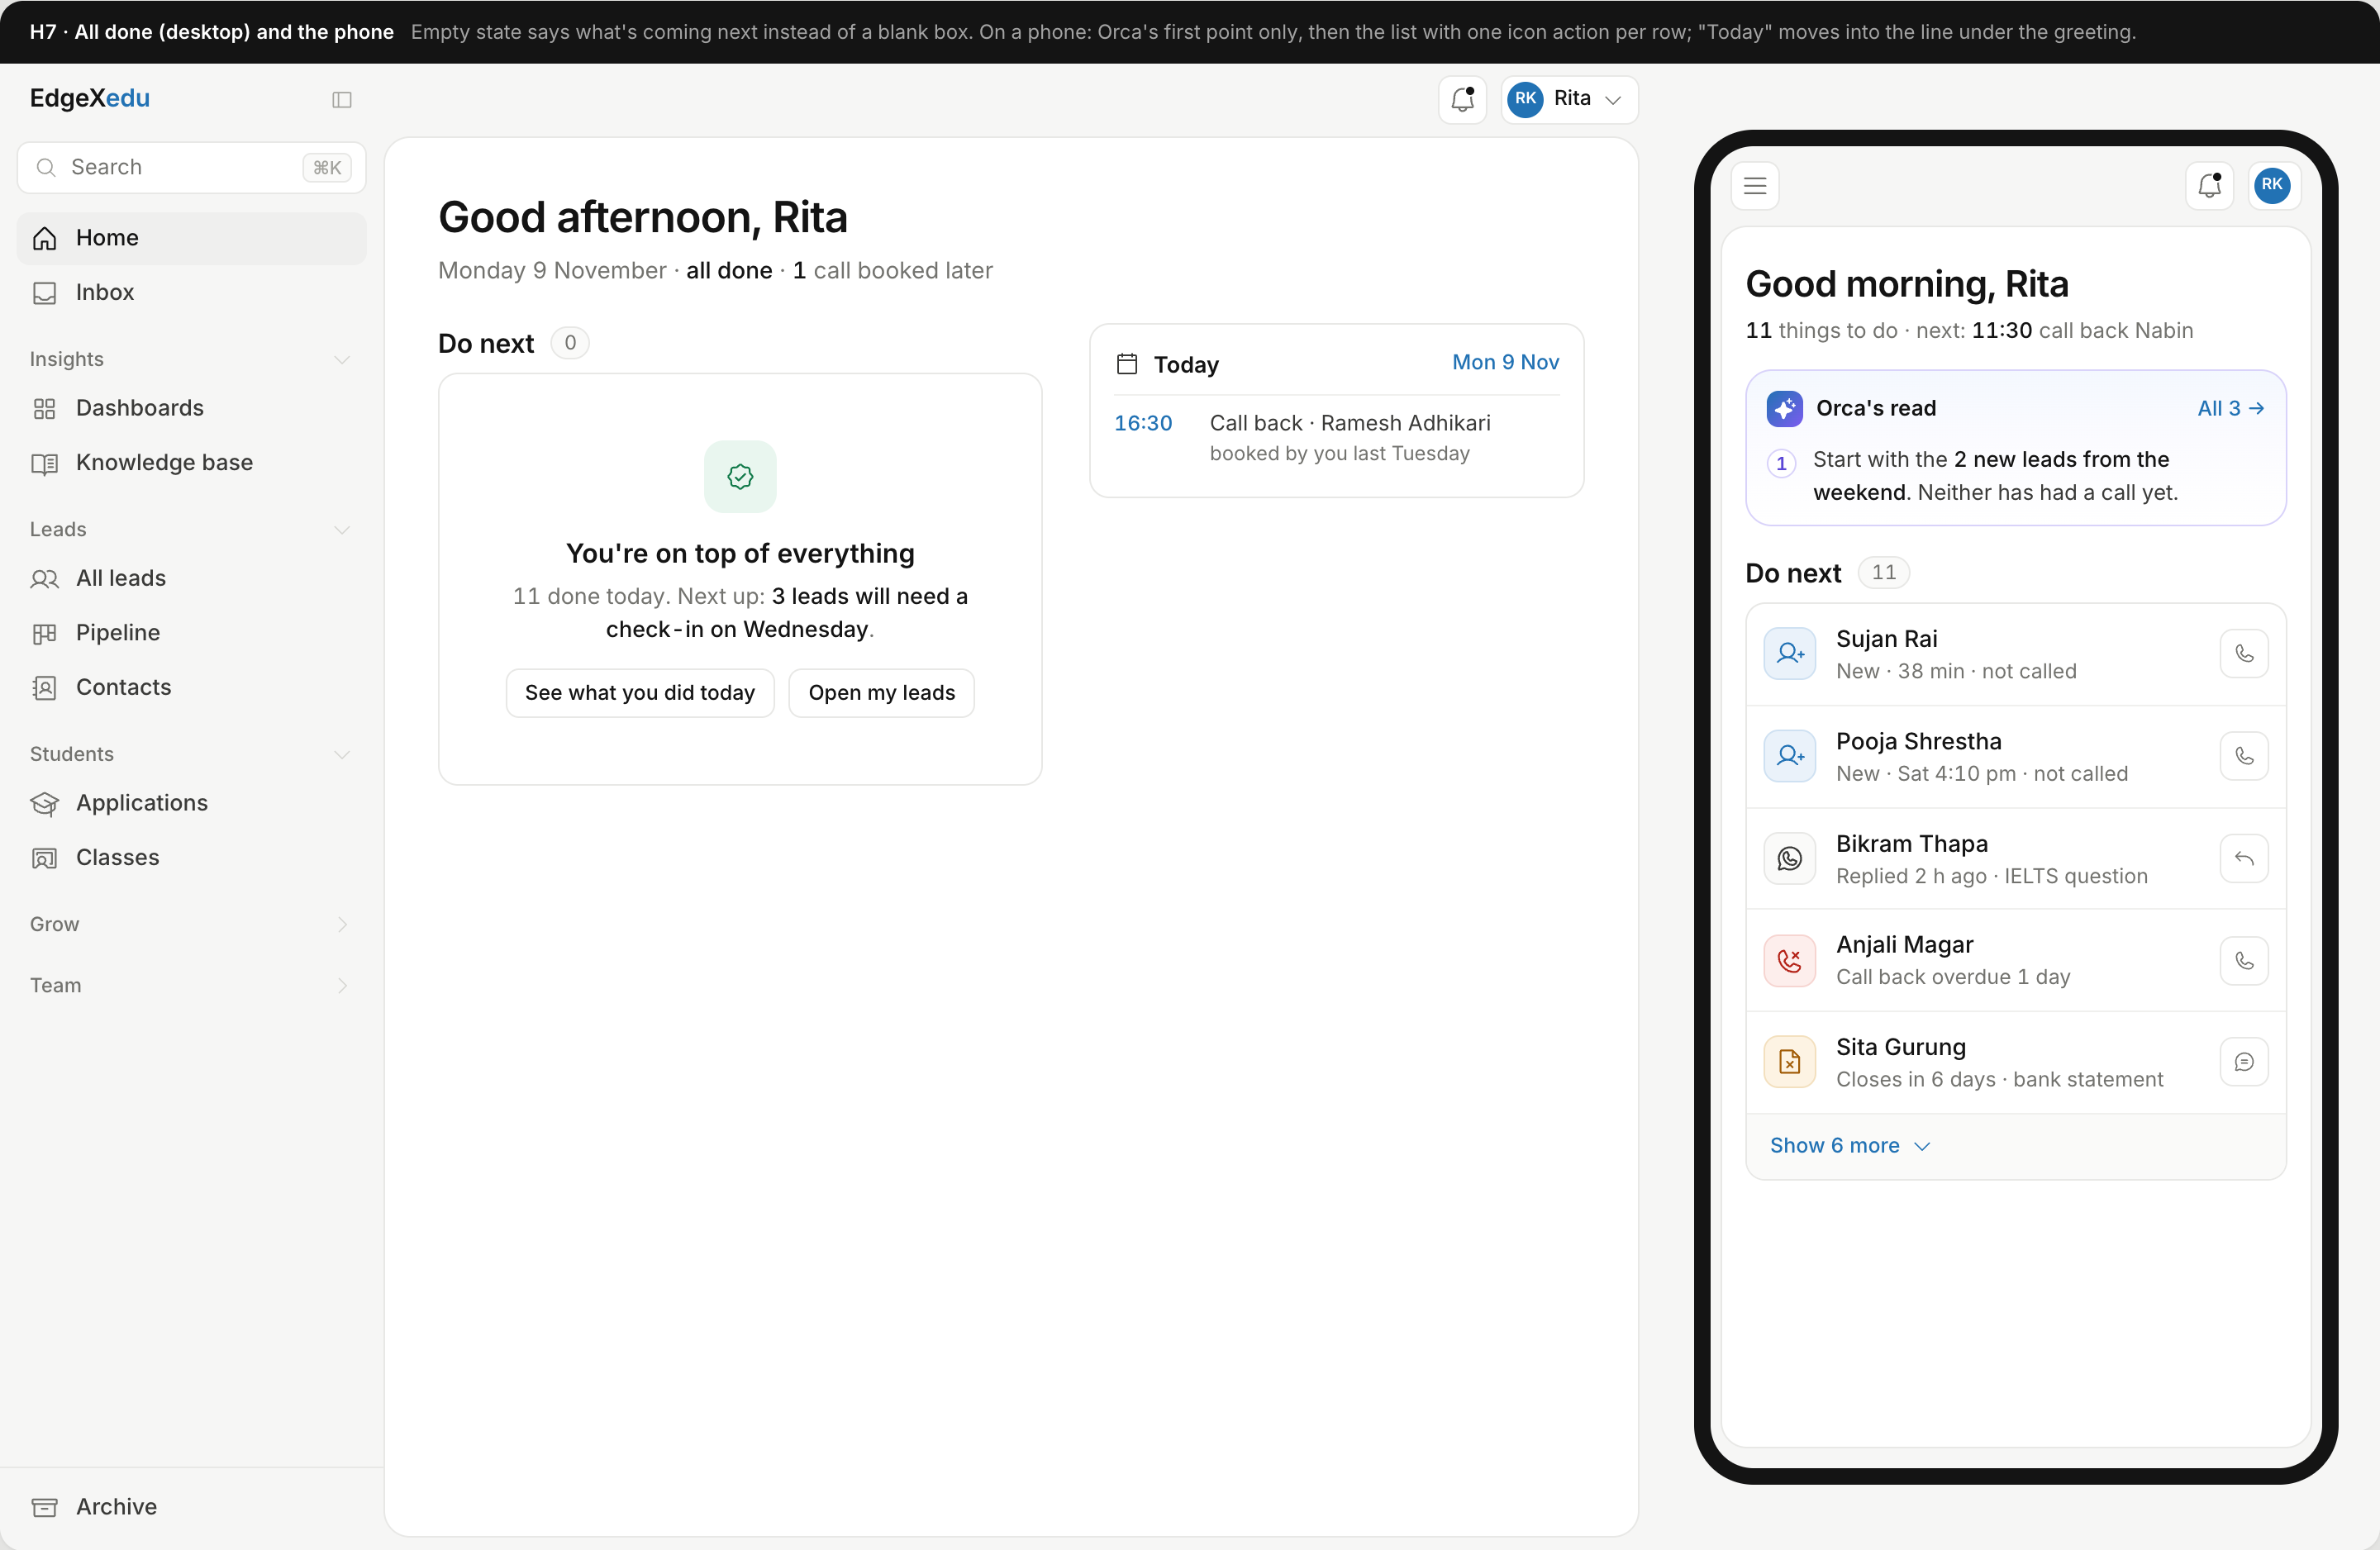 H7 · All done (desktop) and the phone Empty state says what's coming next instead of a blank box. On a phone: Orca's first point only, then the list with one icon action per row; "Today" moves into the line under the greeting.
EdgeXedu
Search ⌘K
Home
Inbox
Insights
Dashboards
Knowledge base
Leads
All leads
Pipeline
Contacts
Students
Applications
Classes
Grow
Team
Archive
RK Rita
Good afternoon, Rita
Monday 9 November · all done · 1 call booked later
Do next 0
You're on top of everything
11 done today. Next up: 3 leads will need a
check-in on Wednesday.
See what you did today Open my leads
Today Mon 9 Nov
16:30 Call back · Ramesh Adhikari
booked by you last Tuesday
RK
Good morning, Rita
11 things to do · next: 11:30 call back Nabin
Orca's read All 3 →
1 Start with the 2 new leads from the
weekend. Neither has had a call yet.
Do next 11
Sujan Rai
New · 38 min · not called
Pooja Shrestha
New · Sat 4:10 pm · not called
Bikram Thapa
Replied 2 h ago · IELTS question
Anjali Magar
Call back overdue 1 day
Sita Gurung
Closes in 6 days · bank statement
Show 6 more